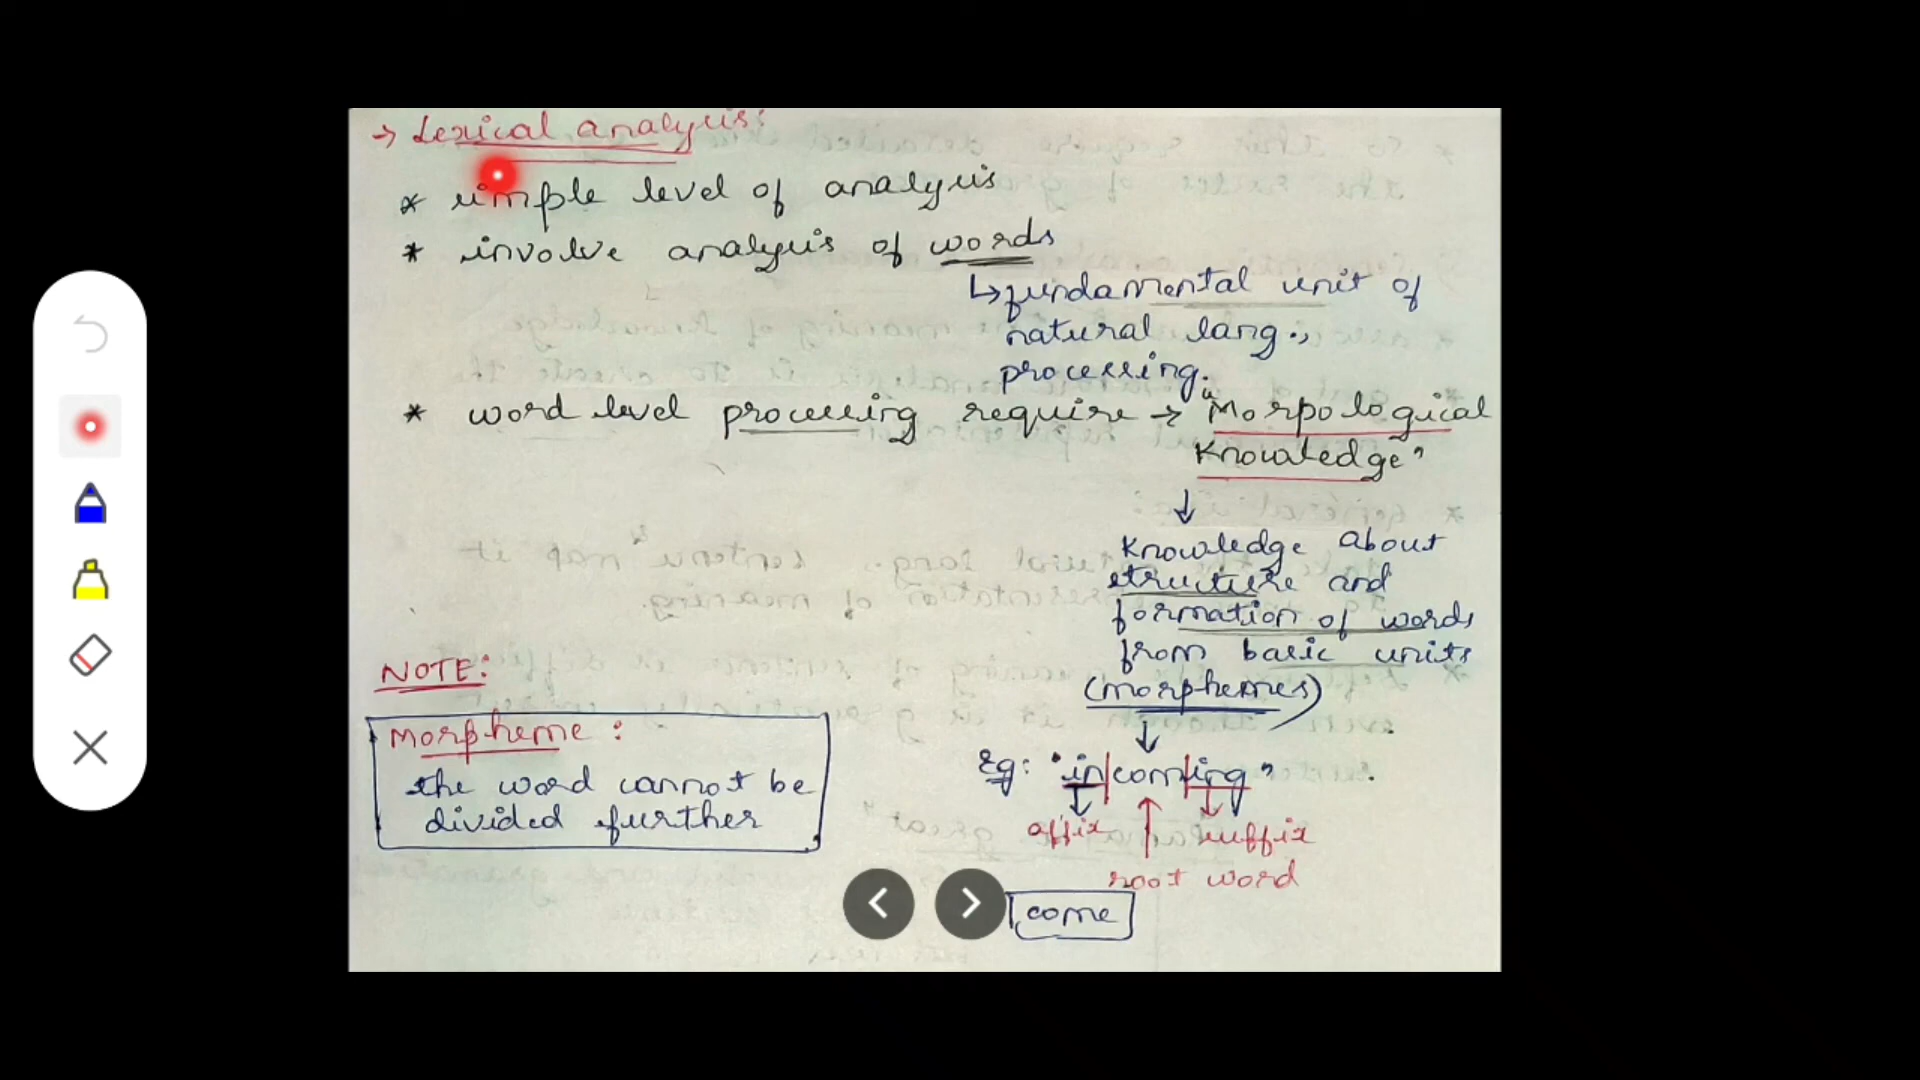 → Lexical analysis:
* simple level of analysis
* involve analysis of words
↳ fundamental unit of
natural lang.,
processing.
* word level processing require → "Morpological
Knowledge"
↓
Knowledge about
structure and
formation of words
from basic units
(morphemes)
↓
NOTE:
Morpheme :
the word cannot be
divided further
Eg: "in|com|ing" .
affix suffix
root word
come